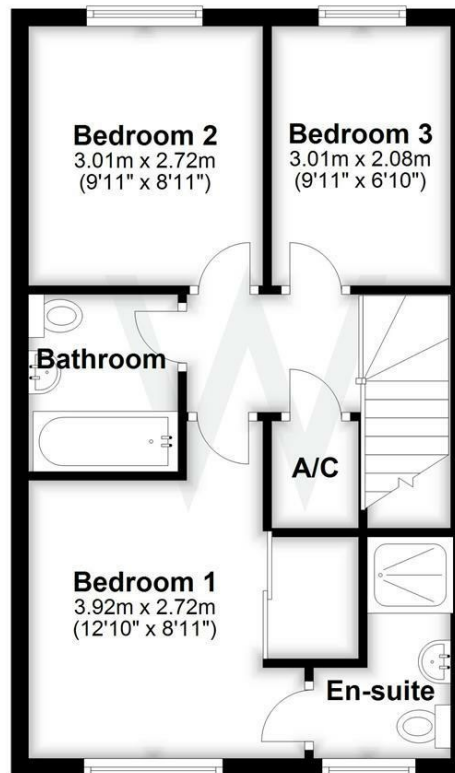 Bedroom 2
3.01m x 2.72m
(9'11" x 8'11")
Bedroom 3
3.01m x 2.08m
(9'11" x 6'10")
Bathroom
A/C
Bedroom 1
3.92m x 2.72m
(12'10" x 8'11")
En-suite
W